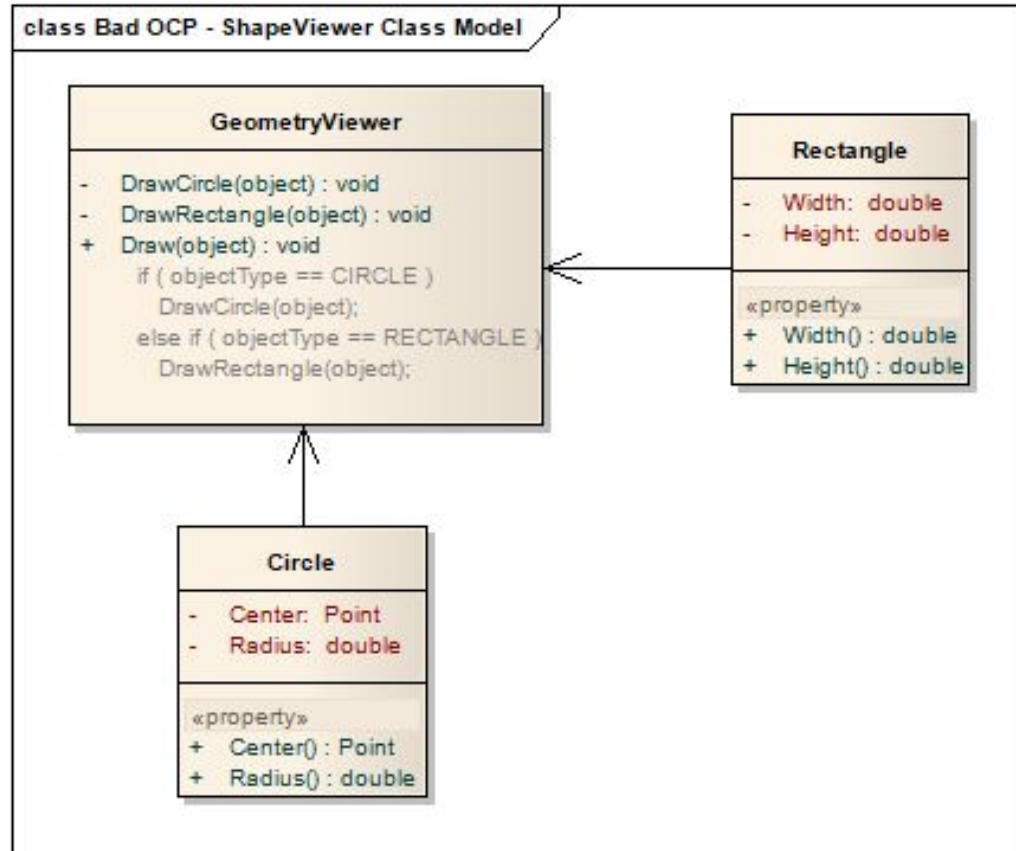 class Bad OCP - ShapeViewer Class Model
GeometryViewer
- DrawCircle(object) : void
- DrawRectangle(object) : void
+ Draw(object) : void
if ( objectType == CIRCLE )
DrawCircle(object);
else if ( objectType == RECTANGLE )
DrawRectangle(object);
Rectangle
- Width: double
- Height: double
«property»
+ Width() : double
+ Height() : double
Circle
- Center: Point
- Radius: double
«property»
+ Center() : Point
+ Radius() : double